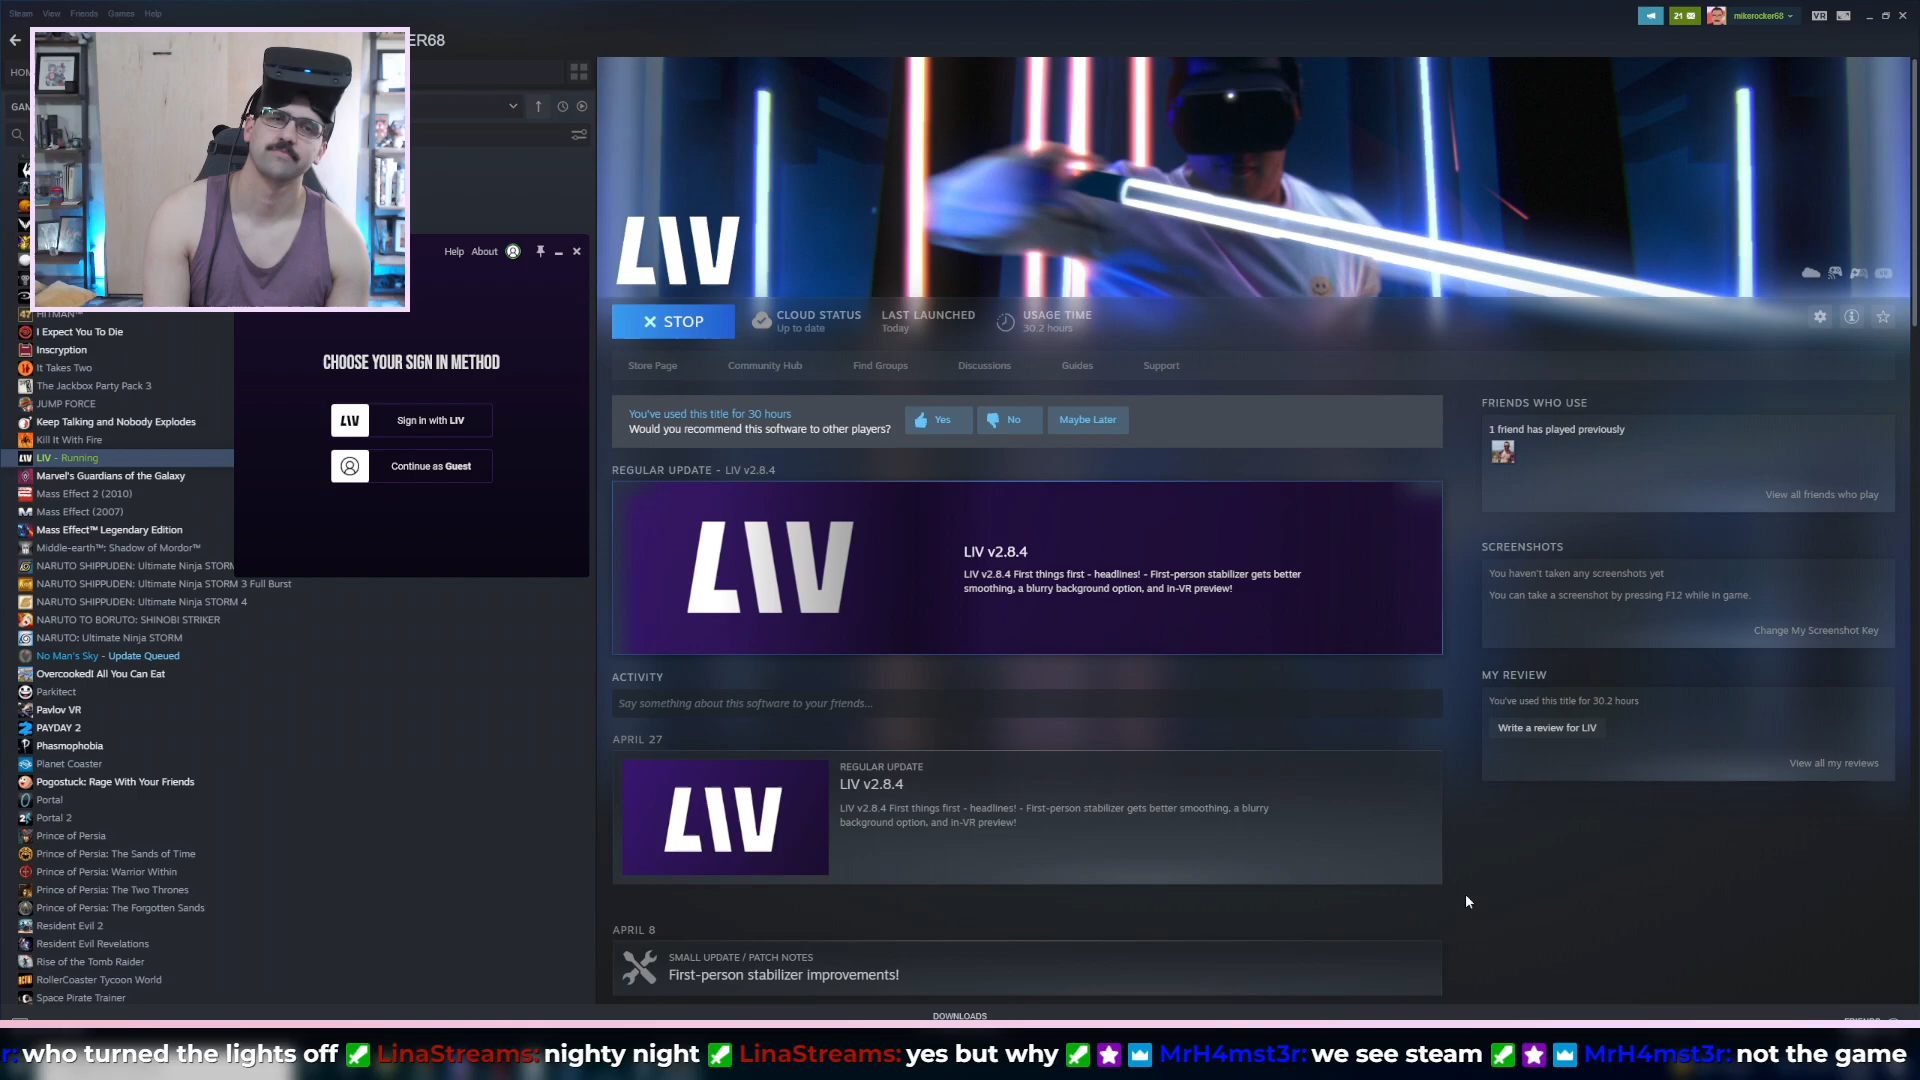 Steam View Friends Games Help
21
mikerocker68
VR
ER68
HOM
GAM
Help About
HITMAN™
I Expect You To Die
Inscryption
It Takes Two
The Jackbox Party Pack 3
JUMP FORCE
Keep Talking and Nobody Explodes
Kill It With Fire
LIV - Running
Marvel's Guardians of the Galaxy
Mass Effect 2 (2010)
Mass Effect (2007)
Mass Effect™ Legendary Edition
Middle-earth™: Shadow of Mordor™
NARUTO SHIPPUDEN: Ultimate Ninja STORM
NARUTO SHIPPUDEN: Ultimate Ninja STORM 3 Full Burst
NARUTO SHIPPUDEN: Ultimate Ninja STORM 4
NARUTO TO BORUTO: SHINOBI STRIKER
NARUTO: Ultimate Ninja STORM
No Man's Sky - Update Queued
Overcooked! All You Can Eat
Parkitect
Pavlov VR
PAYDAY 2
Phasmophobia
Planet Coaster
Pogostuck: Rage With Your Friends
Portal
Portal 2
Prince of Persia
Prince of Persia: The Sands of Time
Prince of Persia: Warrior Within
Prince of Persia: The Two Thrones
Prince of Persia: The Forgotten Sands
Resident Evil 2
Resident Evil Revelations
Rise of the Tomb Raider
RollerCoaster Tycoon World
Space Pirate Trainer
CHOOSE YOUR SIGN IN METHOD
LIV Sign in with LIV
Continue as Guest
LIV
STOP
CLOUD STATUS
Up to date
LAST LAUNCHED
Today
USAGE TIME
30.2 hours
Store Page Community Hub Find Groups Discussions Guides Support
You've used this title for 30 hours
Would you recommend this software to other players?
Yes No Maybe Later
REGULAR UPDATE - LIV v2.8.4
LIV
LIV v2.8.4
LIV v2.8.4 First things first - headlines! - First-person stabilizer gets better
smoothing, a blurry background option, and in-VR preview!
ACTIVITY
Say something about this software to your friends...
APRIL 27
LIV
REGULAR UPDATE
LIV v2.8.4
LIV v2.8.4 First things first - headlines! - First-person stabilizer gets better smoothing, a blurry
background option, and in-VR preview!
APRIL 8
SMALL UPDATE / PATCH NOTES
First-person stabilizer improvements!
FRIENDS WHO USE
1 friend has played previously
View all friends who play
SCREENSHOTS
You haven't taken any screenshots yet
You can take a screenshot by pressing F12 while in game.
Change My Screenshot Key
MY REVIEW
You've used this title for 30.2 hours
Write a review for LIV
View all my reviews
DOWNLOADS
r: who turned the lights off LinaStreams: nighty night LinaStreams: yes but why MrH4mst3r: we see steam MrH4mst3r: not the game